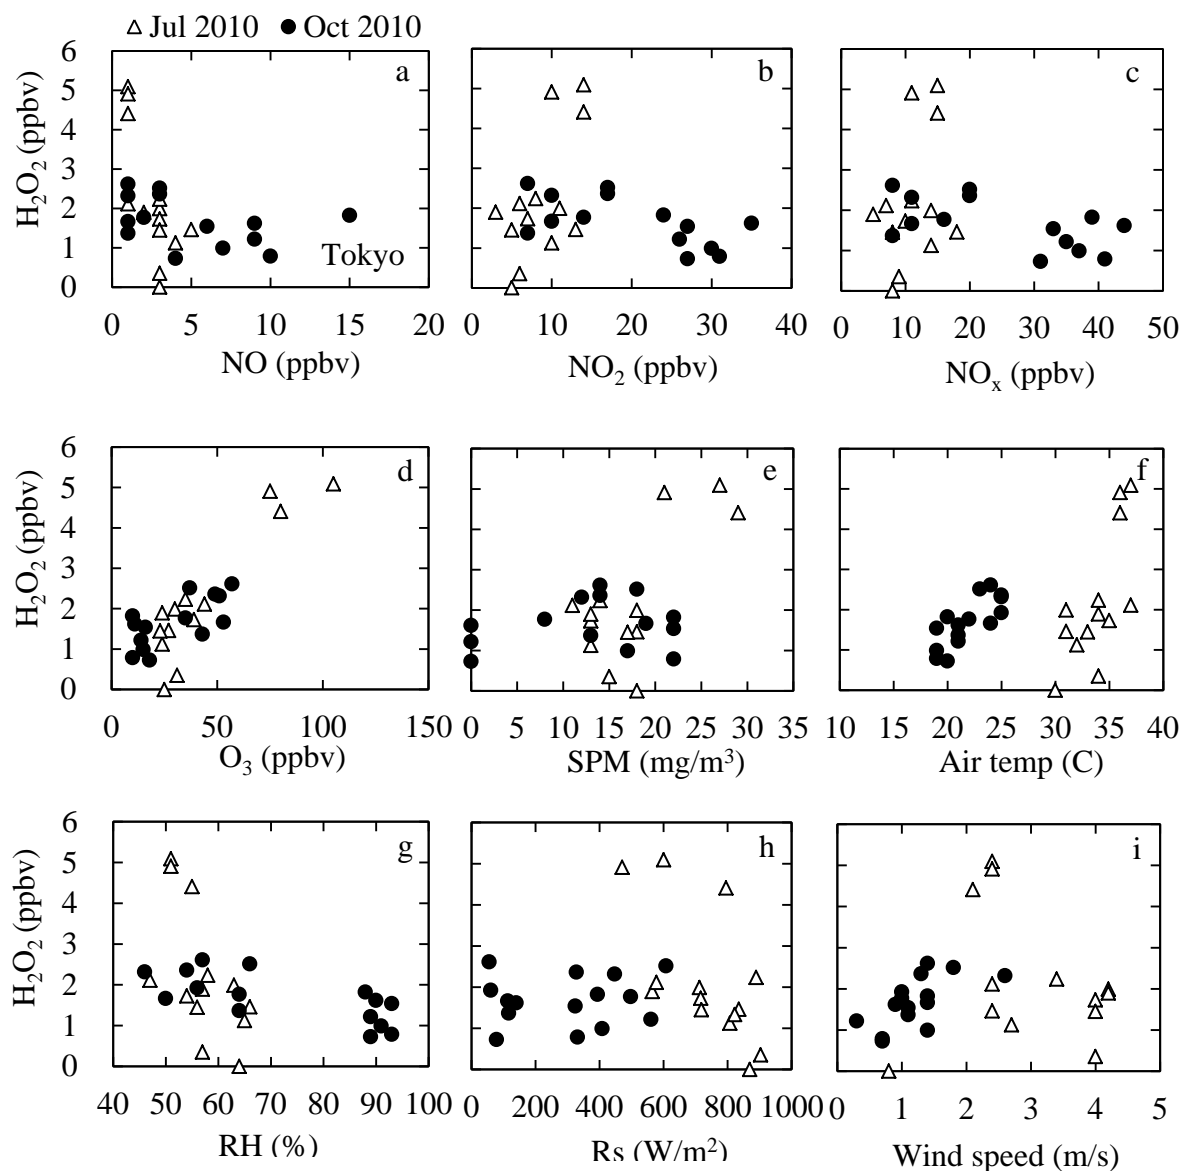 Jul 2010 Oct 2010
6 5 4 3 2 1 0
H₂O₂ (ppbv)
a
Tokyo
0 5 10 15 20
NO (ppbv)
b
0 10 20 30 40
NO₂ (ppbv)
c
0 10 20 30 40 50
NOₓ (ppbv)
6 5 4 3 2 1 0
H₂O₂ (ppbv)
d
0 50 100 150
O₃ (ppbv)
e
0 5 10 15 20 25 30 35
SPM (mg/m³)
f
10 15 20 25 30 35 40
Air temp (C)
6 5 4 3 2 1 0
H₂O₂ (ppbv)
g
40 50 60 70 80 90 100
RH (%)
h
0 200 400 600 800 1000
Rs (W/m²)
i
0 1 2 3 4 5
Wind speed (m/s)